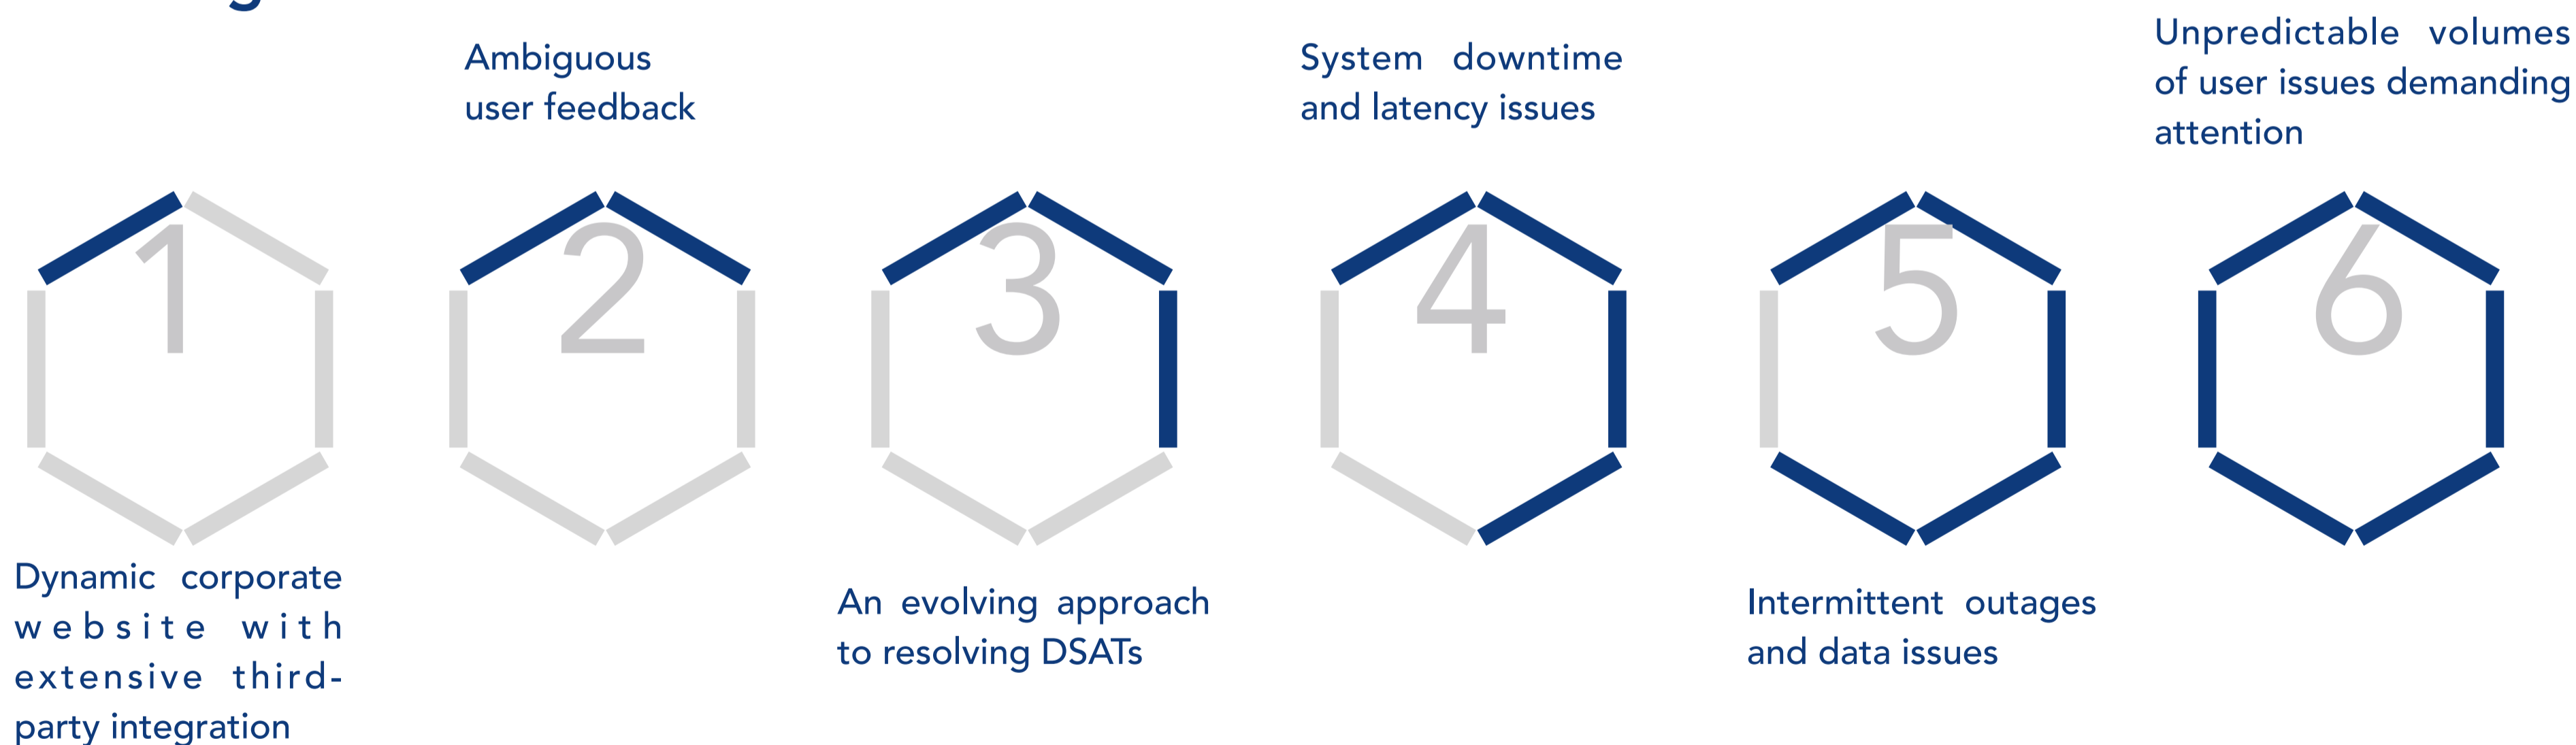 1
Dynamic corporate
website with
extensive third-
party integration
Ambiguous
user feedback
2
3
An evolving approach
to resolving DSATs
System downtime
and latency issues
4
5
Intermittent outages
and data issues
Unpredictable volumes
of user issues demanding
attention
6